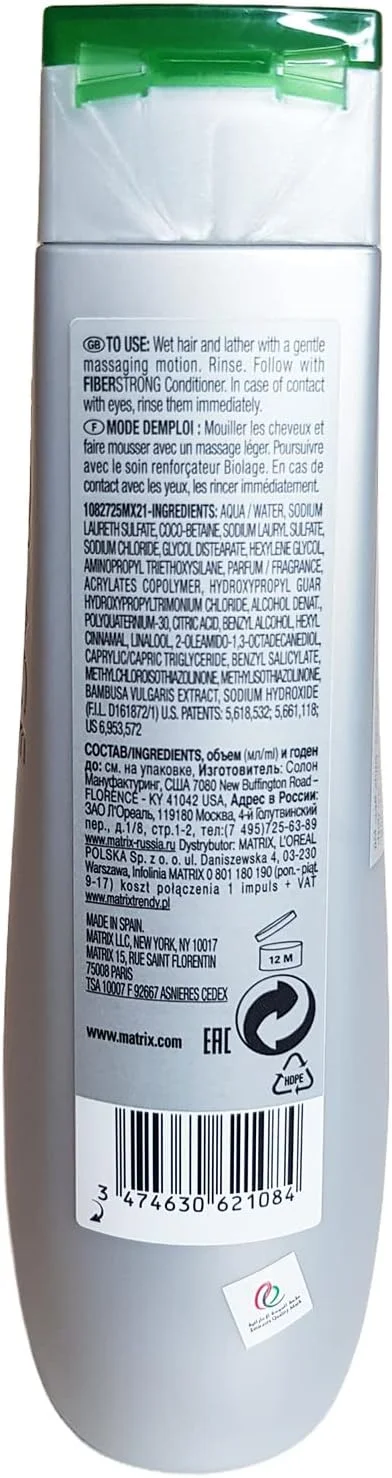 GB TO USE: Wet hair and lather with a gentle
massaging motion. Rinse. Follow with
FIBERSTRONG Conditioner. In case of contact
with eyes, rinse them immediately.
F MODE DEMPLOI : Mouiller les cheveux et
faire mousser avec un massage léger. Poursuivre
avec le soin renforçateur Biolage. En cas de
contact avec les yeux, les rincer immédiatement.
1082725MX21-INGREDIENTS: AQUA / WATER, SODIUM
LAURETH SULFATE, COCO-BETAINE, SODIUM LAURYL SULFATE,
SODIUM CHLORIDE, GLYCOL DISTEARATE, HEXYLENE GLYCOL,
AMINOPROPYL TRIETHOXYSILANE, PARFUM / FRAGRANCE,
ACRYLATES COPOLYMER, HYDROXYPROPYL GUAR
HYDROXYPROPYLTRIMONIUM CHLORIDE, ALCOHOL DENAT.,
POLYQUATERNIUM-30, CITRIC ACID, BENZYL ALCOHOL, HEXYL
CINNAMAL, LINALOOL, 2-OLEAMIDO-1,3-OCTADECANEDIOL,
CAPRYLIC/CAPRIC TRIGLYCERIDE, BENZYL SALICYLATE,
METHYLCHLOROISOTHIAZOLINONE, METHYLISOTHIAZOLINONE,
BAMBUSA VULGARIS EXTRACT, SODIUM HYDROXIDE
(F.I.L. D161872/1) U.S. PATENTS: 5,618,532; 5,661,118;
US 6,953,572
СОСТАВ/INGREDIENTS, объем (мл/ml) и годен
до: см. на упаковке, Изготовитель: Солон
Мануфактуринг, США 7080 New Buffington Road –
FLORENCE - KY 41042 USA, Адрес в России:
ЗАО Л'Ореаль, 119180 Москва, 4-й Голутвинский
пер., д.1/8, стр.1-2, тел:(7 495)725-63-89
www.matrix-russia.ru Dystrybutor: MATRIX, L'OREAL
POLSKA Sp. z o. o. ul. Daniszewska 4, 03-230
Warszawa, Infolinia MATRIX 0 801 180 190 (pon.- piąt.
9-17) koszt połączenia 1 impuls + VAT
www.matrixtrendy.pl
MADE IN SPAIN.
MATRIX LLC, NEW YORK, NY 10017
MATRIX 15, RUE SAINT FLORENTIN
75008 PARIS
TSA 10007 F 92667 ASNIERES CEDEX
12 M
www.matrix.com
EAC
HDPE
3 474630 621084
علامة الجودة الإماراتية
Emirates Quality Mark